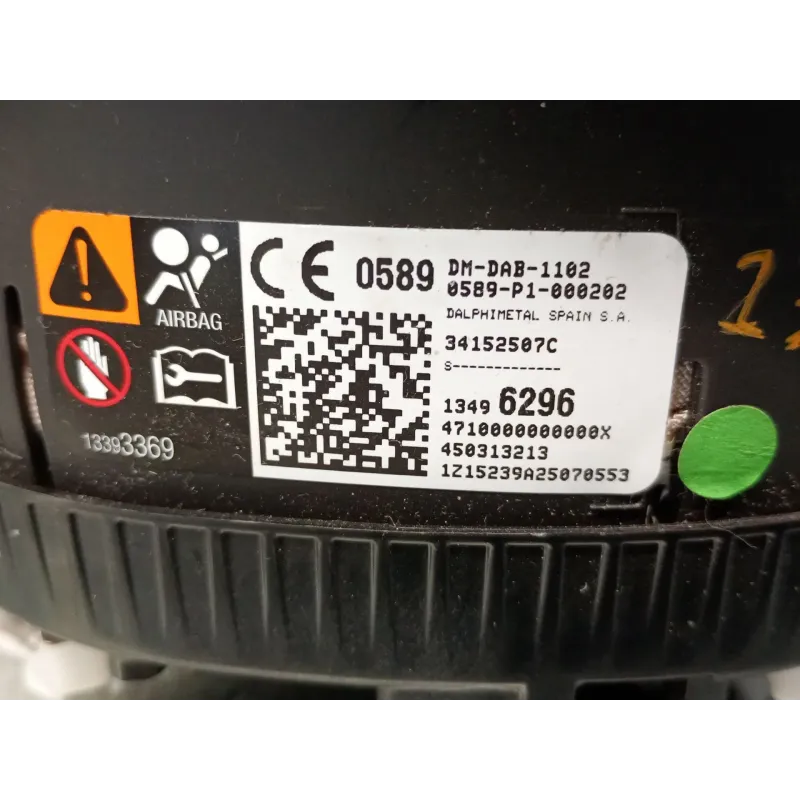 AIRBAG
13393369
CE 0589
DM-DAB-1102
0589-P1-000202
DALPHIMETAL SPAIN S.A.
34152507C
S-------------
1349 6296
4710000000000X
450313213
1Z15239A25070553